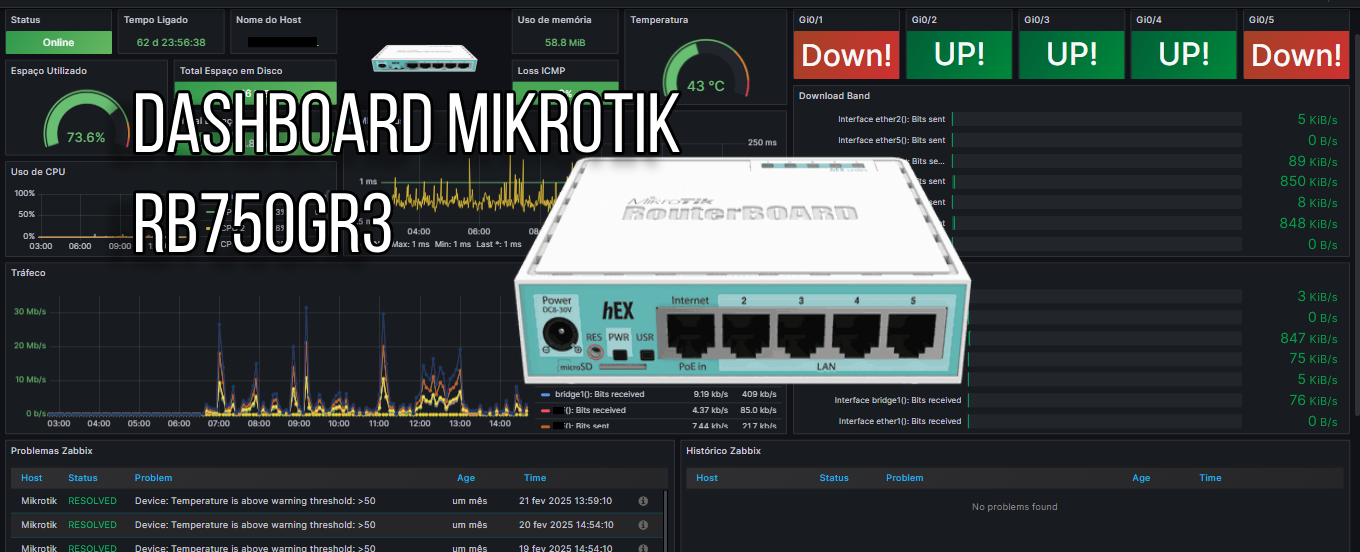 Status
Online
Tempo Ligado
62 d 23:56:38
Nome do Host
Uso de memória
58.8 MiB
Temperatura
43 °C
Gi0/1
Down!
Gi0/2
UP!
Gi0/3
UP!
Gi0/4
UP!
Gi0/5
Down!
Espaço Utilizado
73.6%
Total Espaço em Disco
Loss ICMP
DASHBOARD MIKROTIK
RB750GR3
Uso de CPU
100%
50%
0%
03:00 06:00 09:00
250 ms
1 ms
04:00 06:00 08:0
Max: 1 ms Min: 1 ms Last *: 1 ms
Download Band
Interface ether2(): Bits sent 5 KiB/s
Interface ether5(): Bits sent 0 B/s
Bits se... 89 KiB/s
Bits sent 850 KiB/s
sent 8 KiB/s
sent 848 KiB/s
sent 0 B/s
3 KiB/s
0 B/s
847 KiB/s
75 KiB/s
5 KiB/s
Interface bridge1(): Bits received 76 KiB/s
Interface ether1(): Bits received 0 B/s
Tráfeco
30 Mb/s
20 Mb/s
10 Mb/s
0 b/s
03:00 04:00 05:00 06:00 07:00 08:00 09:00 10:00 11:00 12:00 13:00 14:00
bridge1(): Bits received 9.19 kb/s 409 kb/s
(): Bits received 4.37 kb/s 85.0 kb/s
(): Bits sent 7.44 kb/s 217 kb/s
MikroTik
RouterBOARD
Power
DC8-30V
hEX
RES PWR USR
microSD
Internet 2 3 4 5
PoE in LAN
Problemas Zabbix
Host Status Problem Age Time
Mikrotik RESOLVED Device: Temperature is above warning threshold: >50 um mês 21 fev 2025 13:59:10
Mikrotik RESOLVED Device: Temperature is above warning threshold: >50 um mês 20 fev 2025 14:54:10
Mikrotik RESOLVED Device: Temperature is above warning threshold: >50 um mês 19 fev 2025 14:54:10
Histórico Zabbix
Host Status Problem Age Time
No problems found